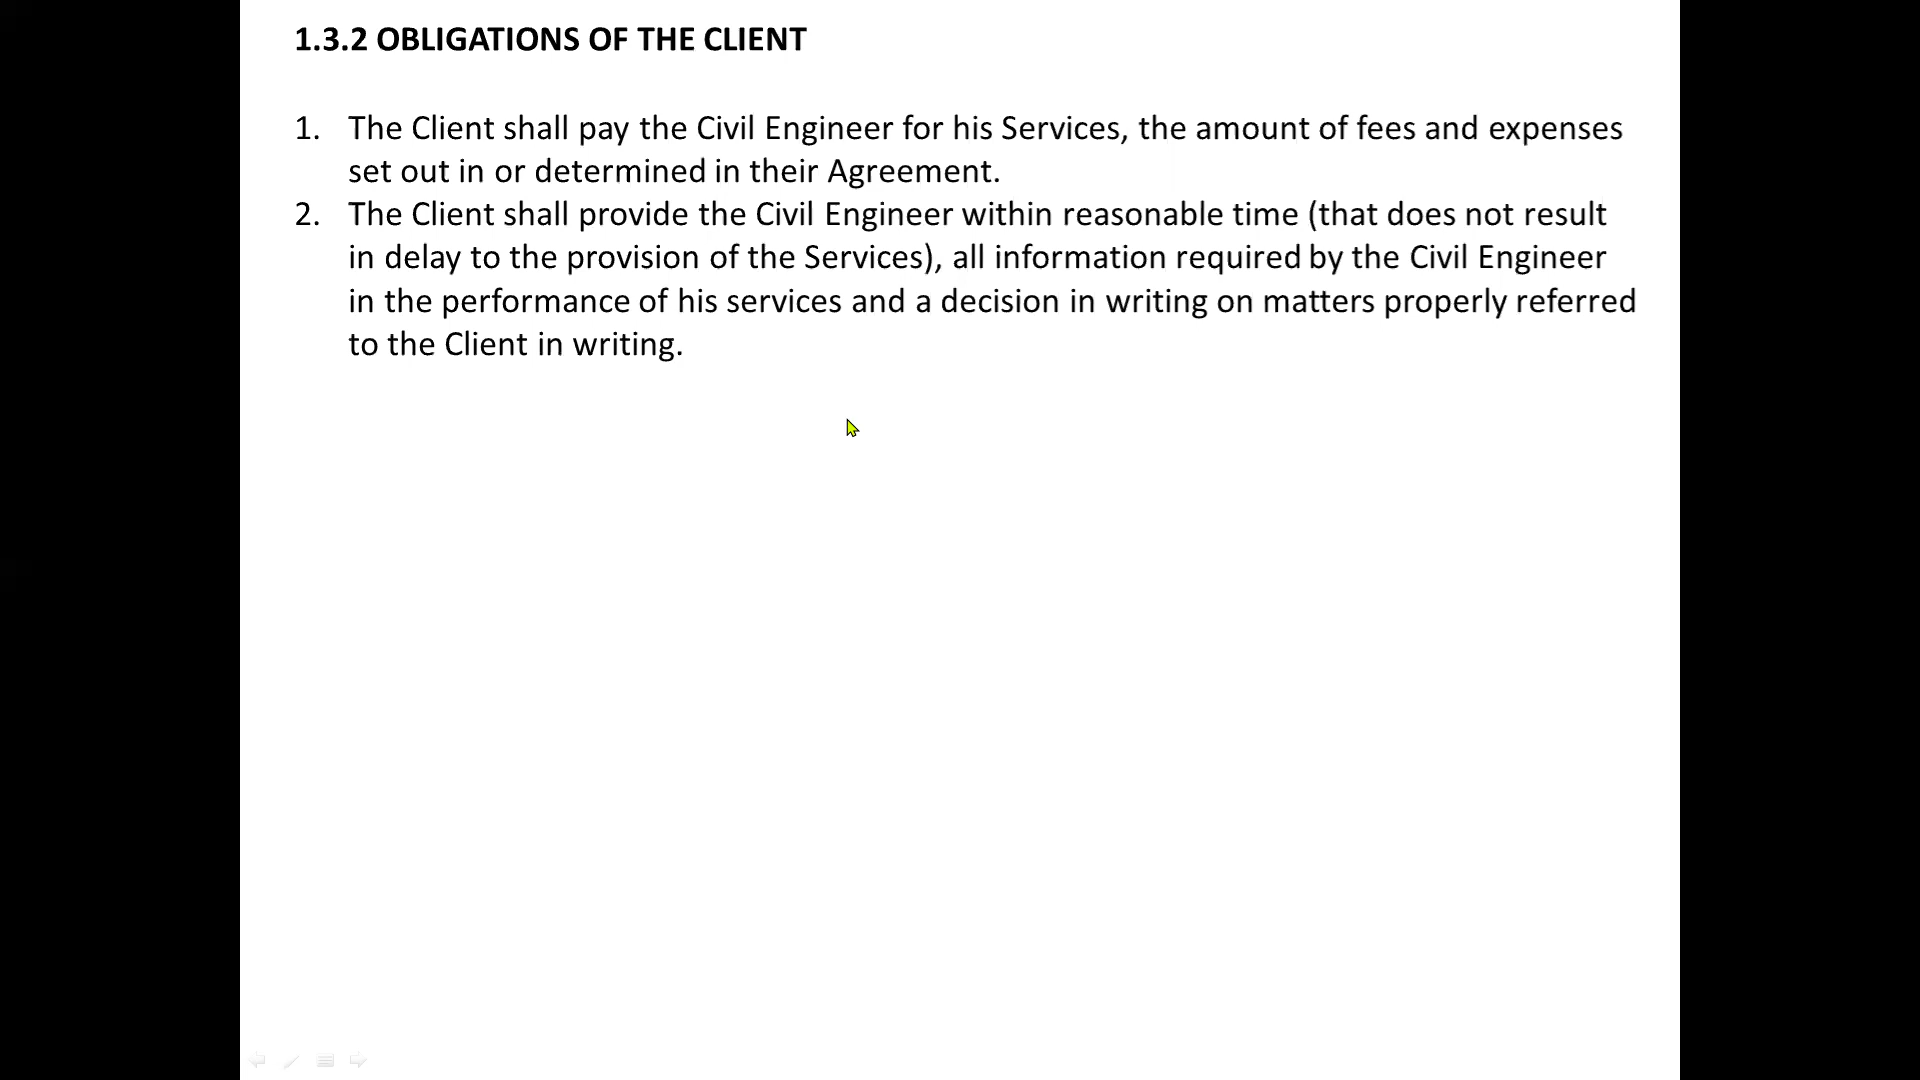 1.3.2 OBLIGATIONS OF THE CLIENT
1. The Client shall pay the Civil Engineer for his Services, the amount of fees and expenses
set out in or determined in their Agreement.
2. The Client shall provide the Civil Engineer within reasonable time (that does not result
in delay to the provision of the Services), all information required by the Civil Engineer
in the performance of his services and a decision in writing on matters properly referred
to the Client in writing.